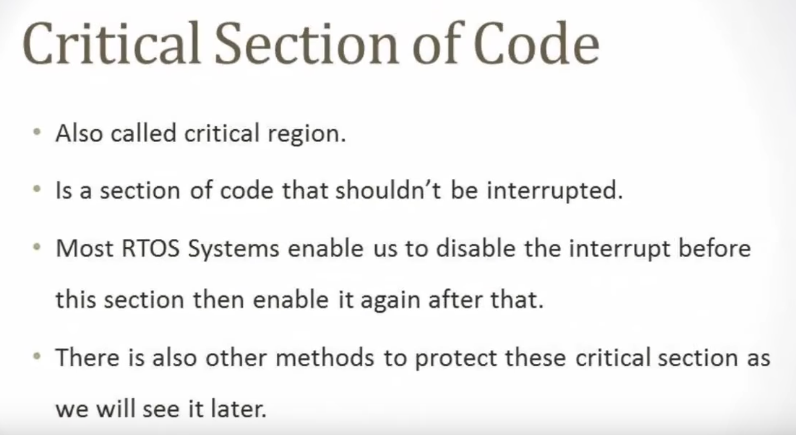 Critical Section of Code
• Also called critical region.
• Is a section of code that shouldn't be interrupted.
• Most RTOS Systems enable us to disable the interrupt before
this section then enable it again after that.
• There is also other methods to protect these critical section as
we will see it later.